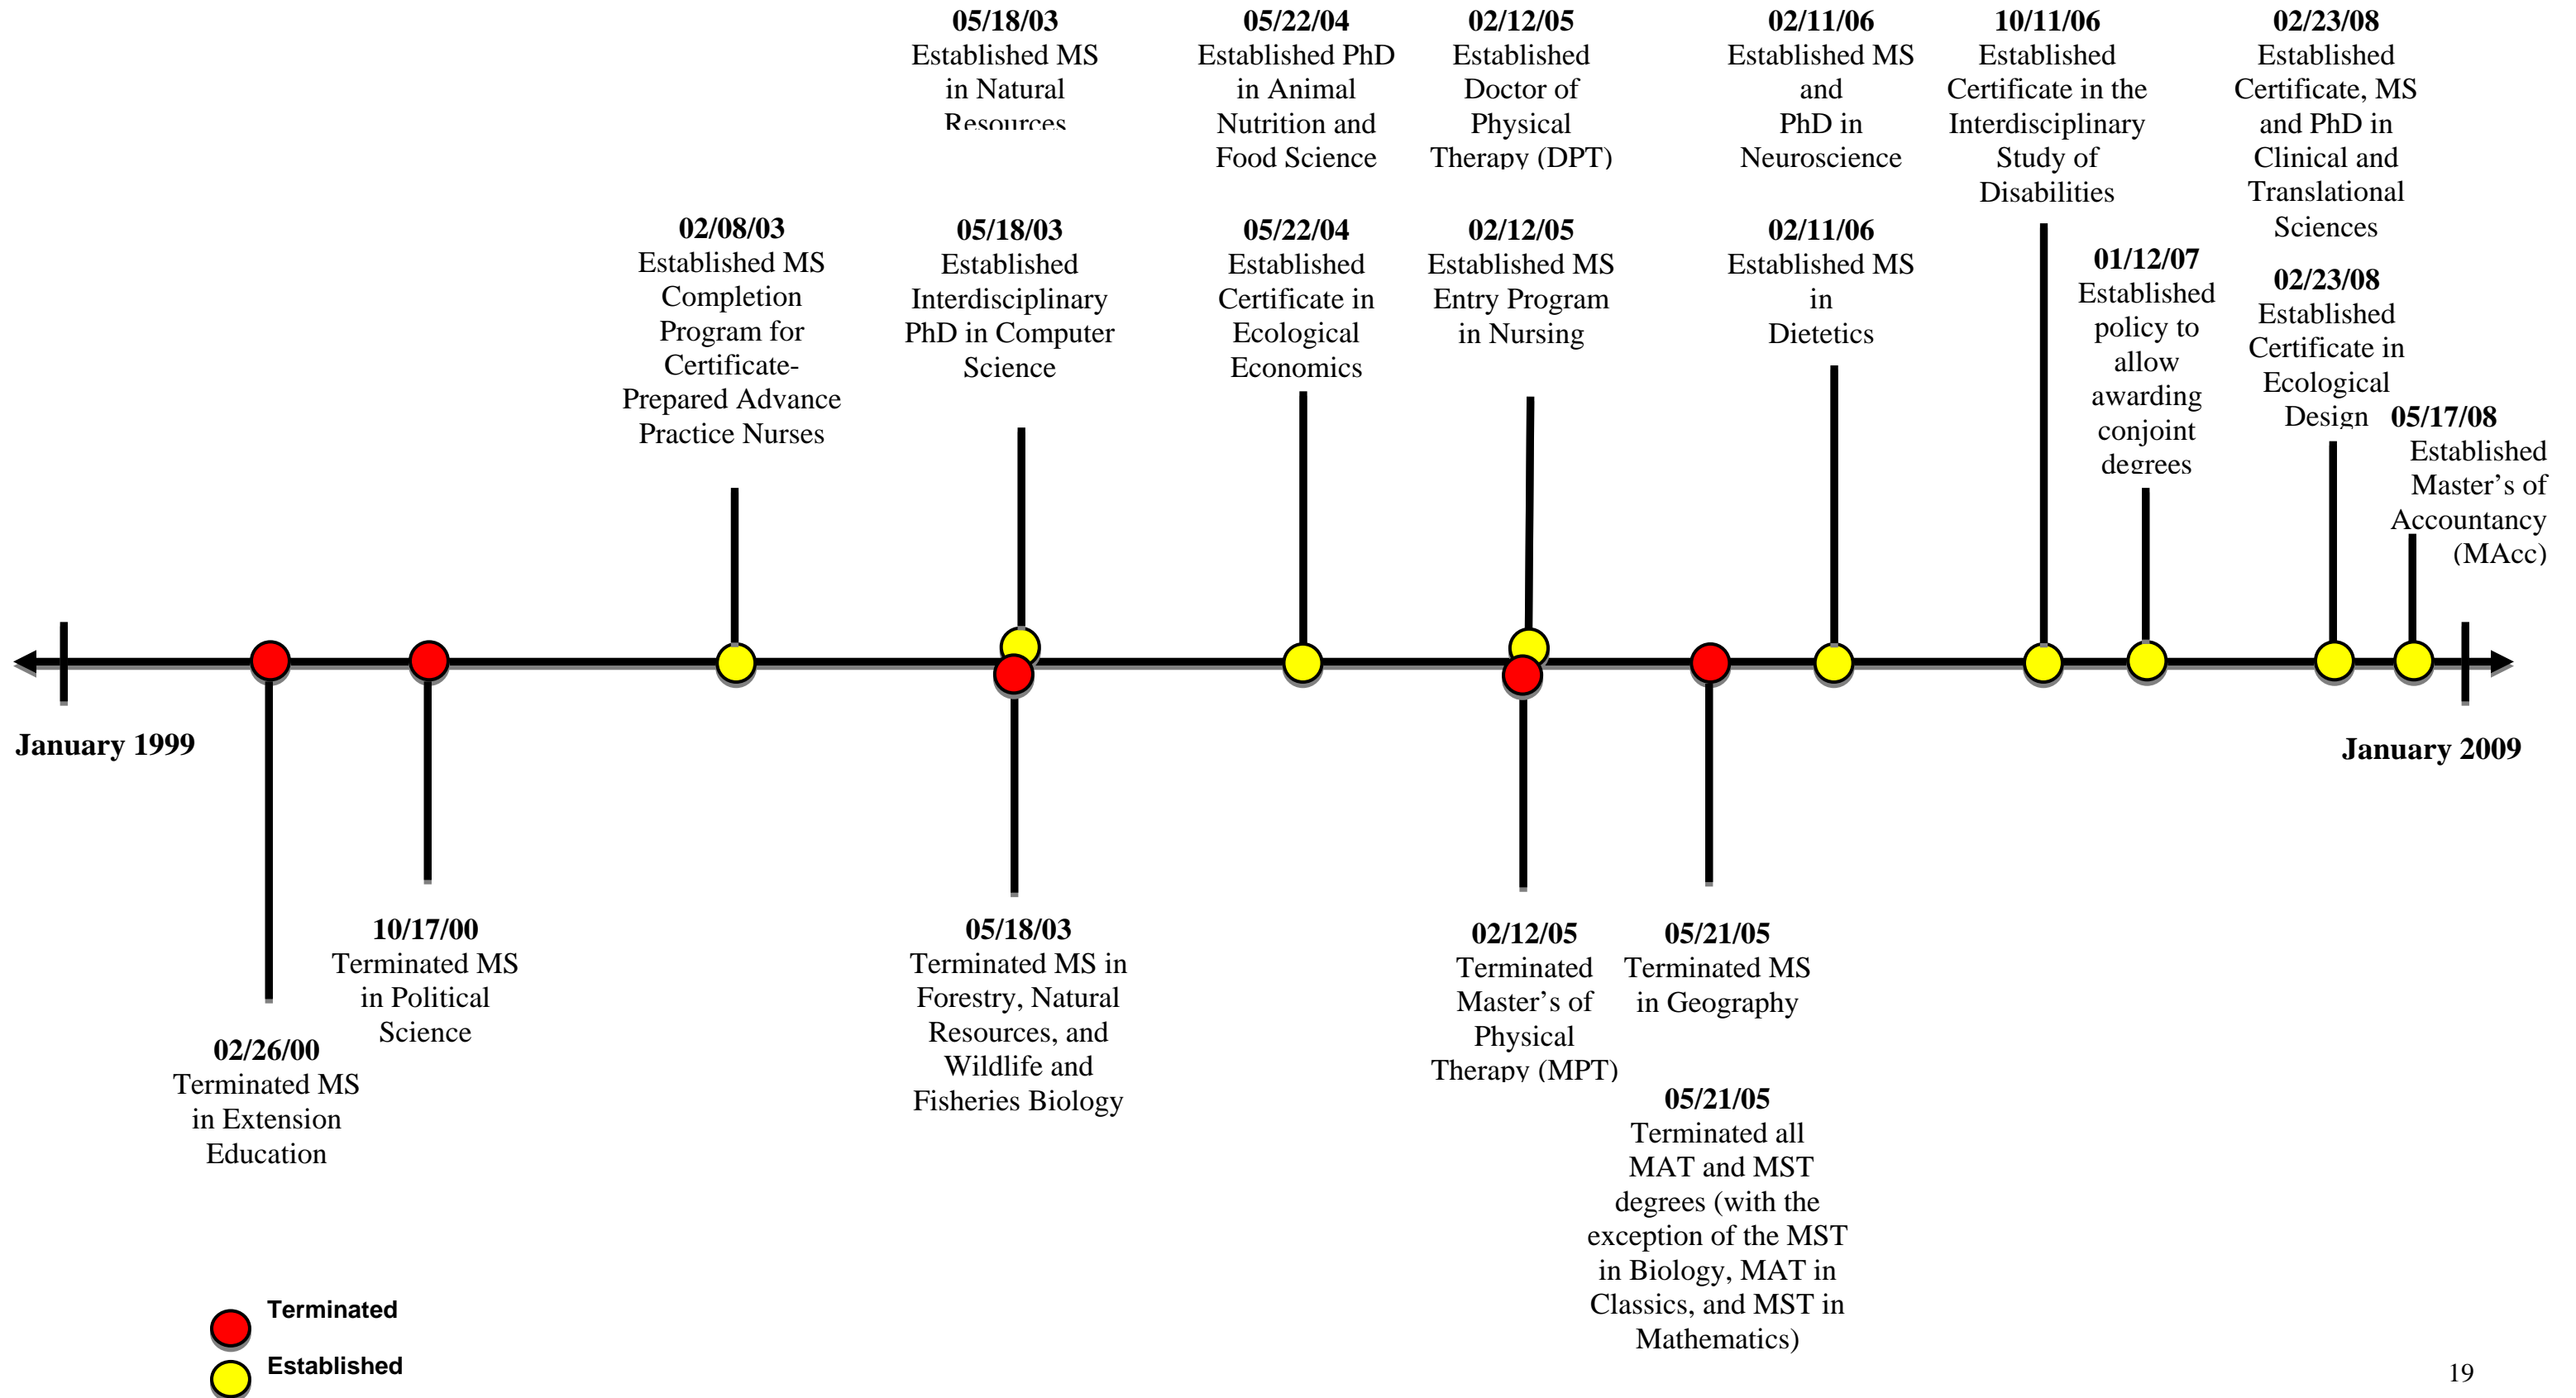 05/18/03
Established MS
in Natural
Resources
05/22/04
Established PhD
in Animal
Nutrition and
Food Science
02/12/05
Established
Doctor of
Physical
Therapy (DPT)
02/11/06
Established MS
and
PhD in
Neuroscience
10/11/06
Established
Certificate in the
Interdisciplinary
Study of
Disabilities
02/23/08
Established
Certificate, MS
and PhD in
Clinical and
Translational
Sciences
02/08/03
Established MS
Completion
Program for
Certificate-
Prepared Advance
Practice Nurses
05/18/03
Established
Interdisciplinary
PhD in Computer
Science
05/22/04
Established
Certificate in
Ecological
Economics
02/12/05
Established MS
Entry Program
in Nursing
02/11/06
Established MS
in
Dietetics
01/12/07
Established
policy to
allow
awarding
conjoint
degrees
02/23/08
Established
Certificate in
Ecological
Design
05/17/08
Established
Master’s of
Accountancy
(MAcc)
January 1999
January 2009
02/26/00
Terminated MS
in Extension
Education
10/17/00
Terminated MS
in Political
Science
05/18/03
Terminated MS in
Forestry, Natural
Resources, and
Wildlife and
Fisheries Biology
02/12/05
Terminated
Master’s of
Physical
Therapy (MPT)
05/21/05
Terminated MS
in Geography
05/21/05
Terminated all
MAT and MST
degrees (with the
exception of the MST
in Biology, MAT in
Classics, and MST in
Mathematics)
Terminated
Established
19